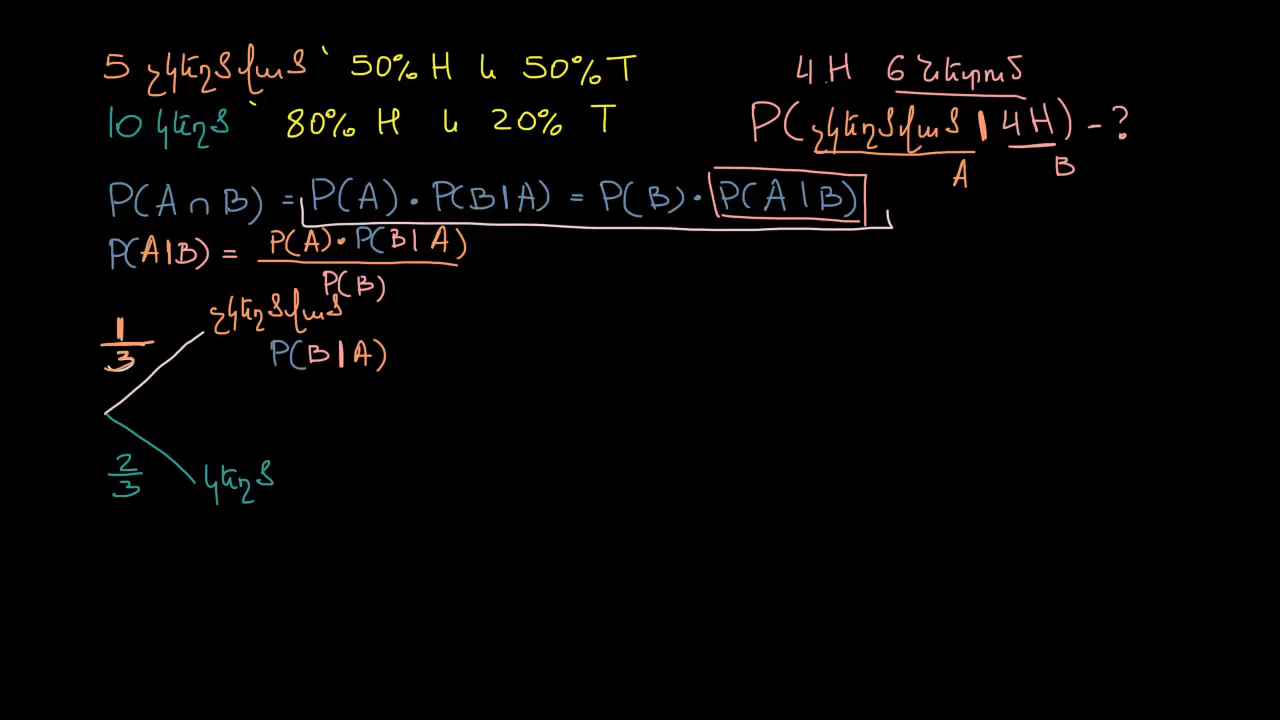 5 չկեղծված՝ 50% H և 50% T
10 կեղծ՝ 80% H և 20% T
4H 6 նետում
P(չկեղծված | 4H) - ?
A B
P(A ∩ B) = P(A) · P(B|A) = P(B) · P(A|B)
P(A|B) = P(A) · P(B|A) / P(B)
1/3 չկեղծված
P(B|A)
2/3 կեղծ